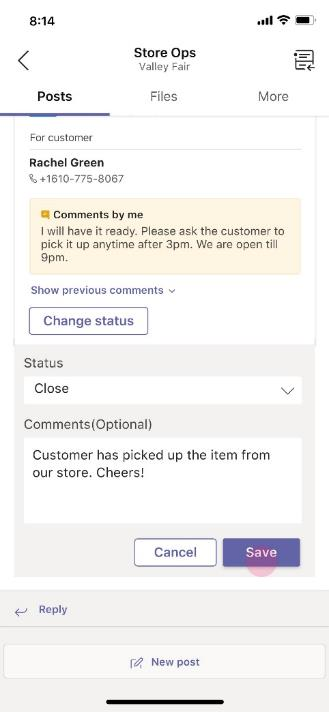 8:14
Store Ops
Valley Fair
Posts
Files
More
For customer
Rachel Green
+1610-775-8067
Comments by me
I will have it ready. Please ask the customer to
pick it up anytime after 3pm. We are open till
9pm.
Show previous comments
Change status
Status
Close
Comments(Optional)
Customer has picked up the item from
our store. Cheers!
Cancel
Save
Reply
New post